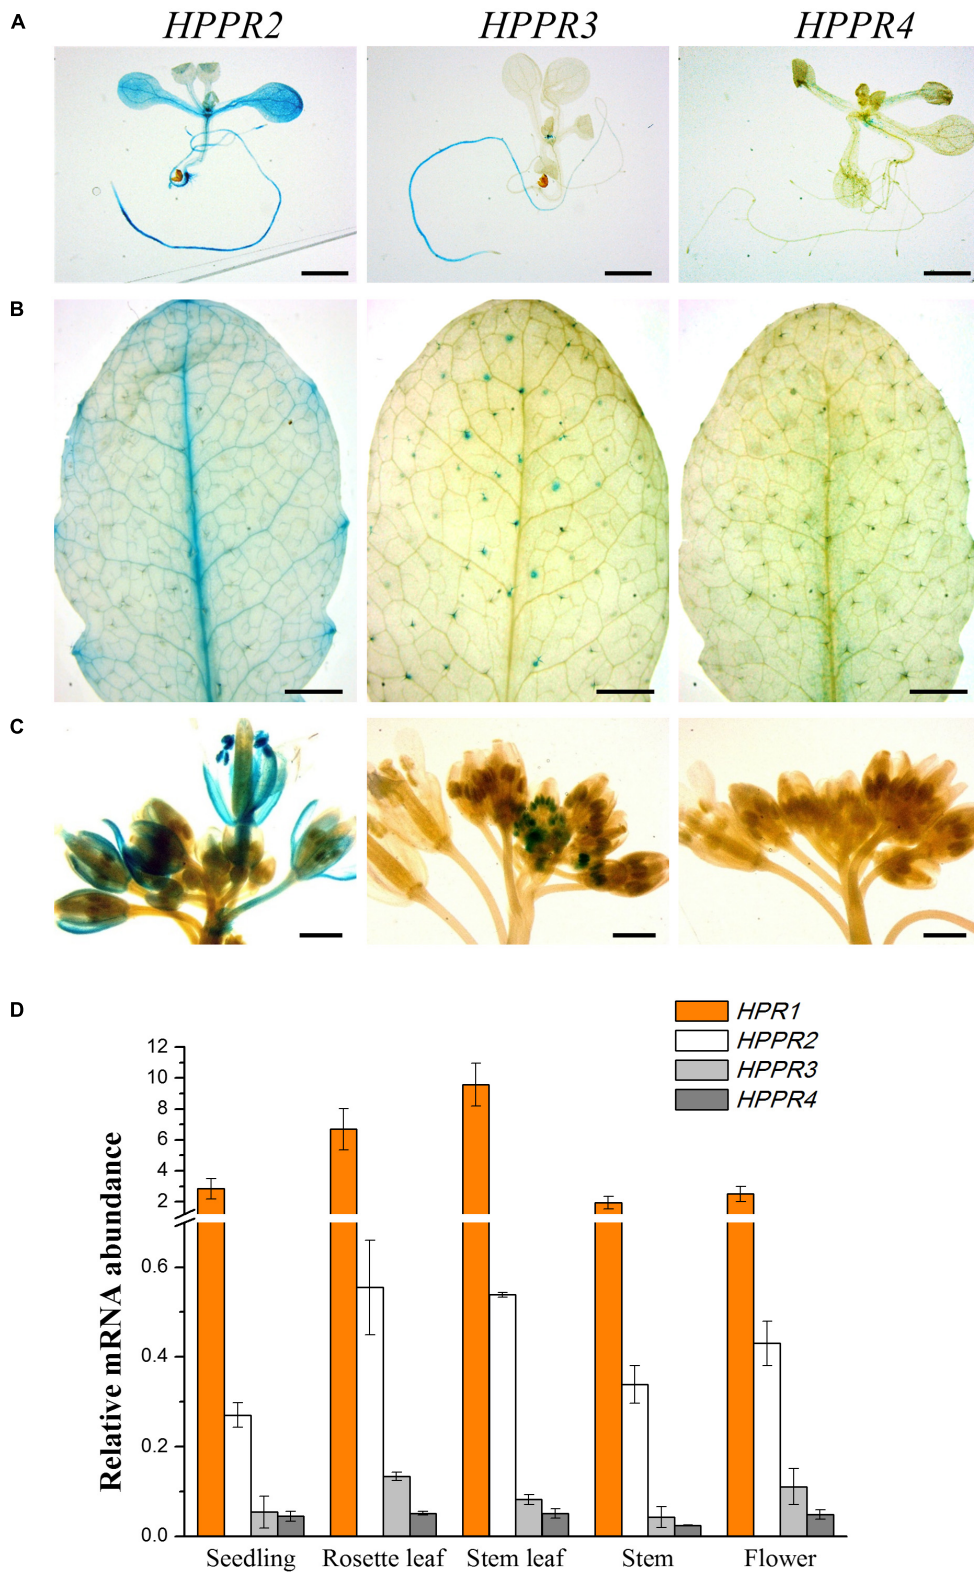 A
HPPR2
HPPR3
HPPR4
B
C
D
HPR1
HPPR2
HPPR3
HPPR4
Relative mRNA abundance
12
10
8
6
4
2
0.6
0.4
0.2
0.0
Seedling
Rosette leaf
Stem leaf
Stem
Flower